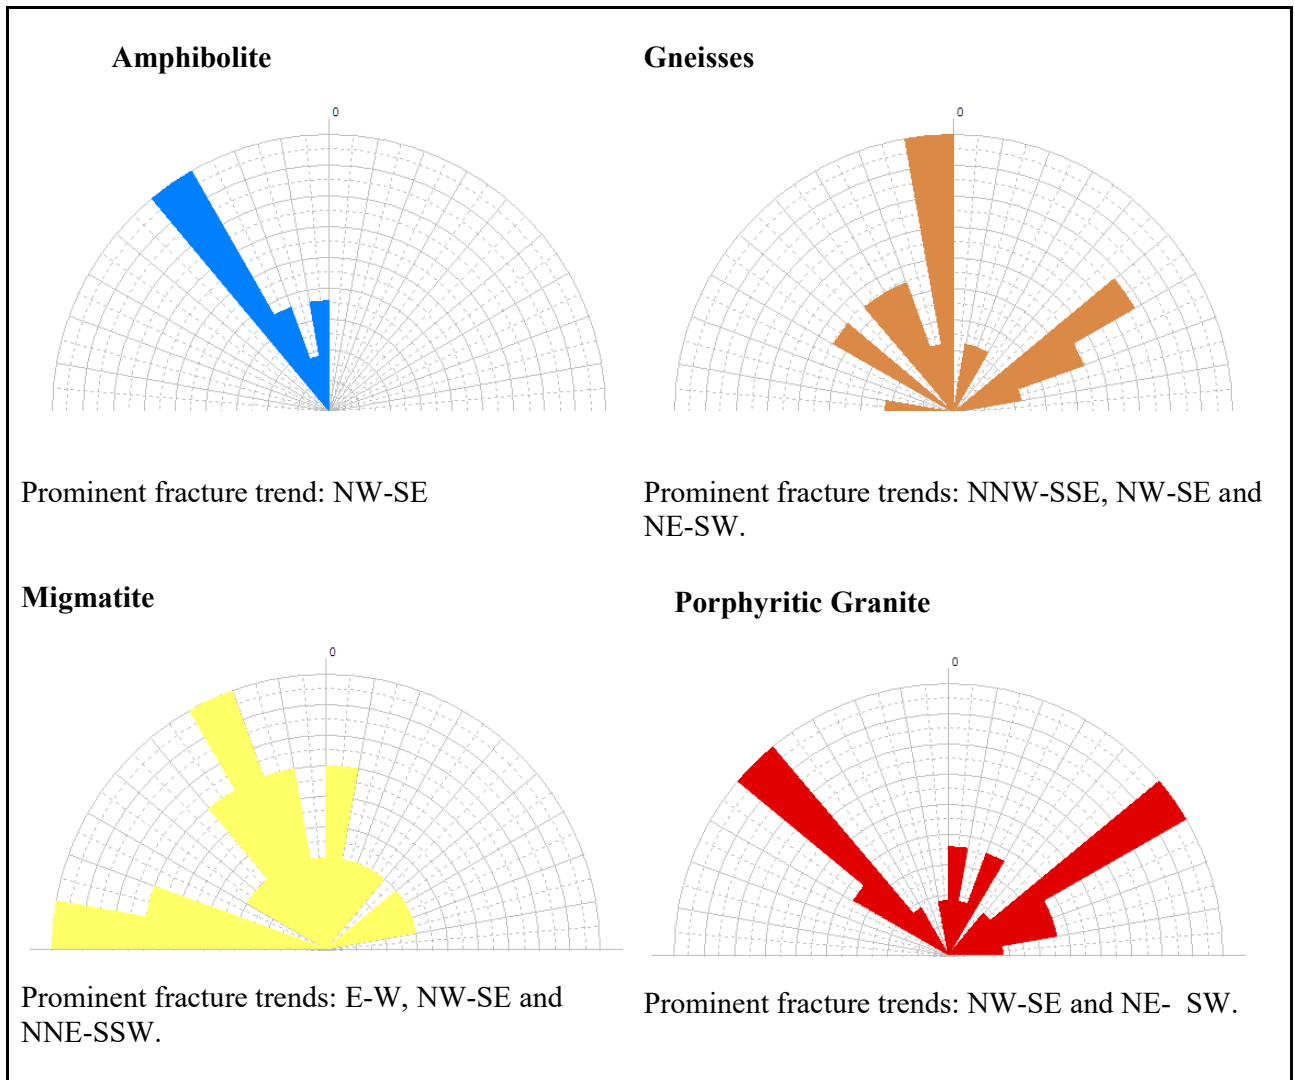 Amphibolite
Gneisses
0
0
Prominent fracture trend: NW-SE
Prominent fracture trends: NNW-SSE, NW-SE and
NE-SW.
Migmatite
Porphyritic Granite
0
0
Prominent fracture trends: E-W, NW-SE and
NNE-SSW.
Prominent fracture trends: NW-SE and NE-  SW.